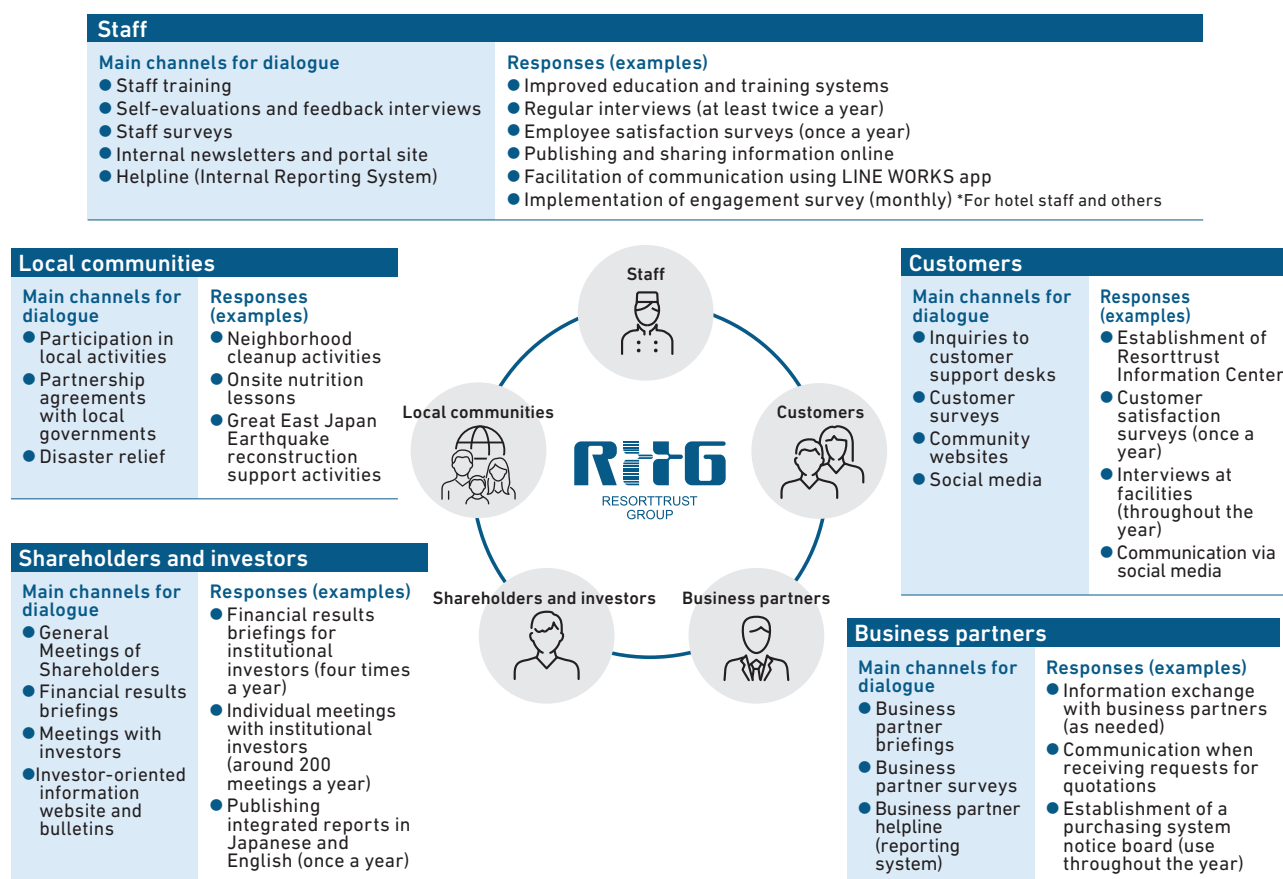 Staff
Main channels for dialogue
● Staff training
● Self-evaluations and feedback interviews
● Staff surveys
● Internal newsletters and portal site
● Helpline (Internal Reporting System)
Responses (examples)
● Improved education and training systems
● Regular interviews (at least twice a year)
● Employee satisfaction surveys (once a year)
● Publishing and sharing information online
● Facilitation of communication using LINE WORKS app
● Implementation of engagement survey (monthly) *For hotel staff and others
Local communities
Main channels for
dialogue
● Participation in
local activities
● Partnership
agreements
with local
governments
● Disaster relief
Responses
(examples)
● Neighborhood
cleanup activities
● Onsite nutrition
lessons
● Great East Japan
Earthquake
reconstruction
support activities
Staff
Local communities
Customers
RTTG
RESORTTRUST
GROUP
Shareholders and investors
Business partners
Customers
Main channels for
dialogue
● Inquiries to
customer
support desks
● Customer
surveys
● Community
websites
● Social media
Responses
(examples)
● Establishment of
Resorttrust
Information Center
● Customer
satisfaction
surveys (once a
year)
● Interviews at
facilities
(throughout the
year)
● Communication via
social media
Shareholders and investors
Main channels for
dialogue
● General
Meetings of
Shareholders
● Financial results
briefings
● Meetings with
investors
●Investor-oriented
information
website and
bulletins
Responses (examples)
● Financial results
briefings for
institutional
investors (four times
a year)
● Individual meetings
with institutional
investors
(around 200
meetings a year)
● Publishing
integrated reports in
Japanese and
English (once a year)
Business partners
Main channels for
dialogue
● Business
partner
briefings
● Business
partner surveys
● Business partner
helpline
(reporting
system)
Responses (examples)
● Information exchange
with business partners
(as needed)
● Communication when
receiving requests for
quotations
● Establishment of a
purchasing system
notice board (use
throughout the year)